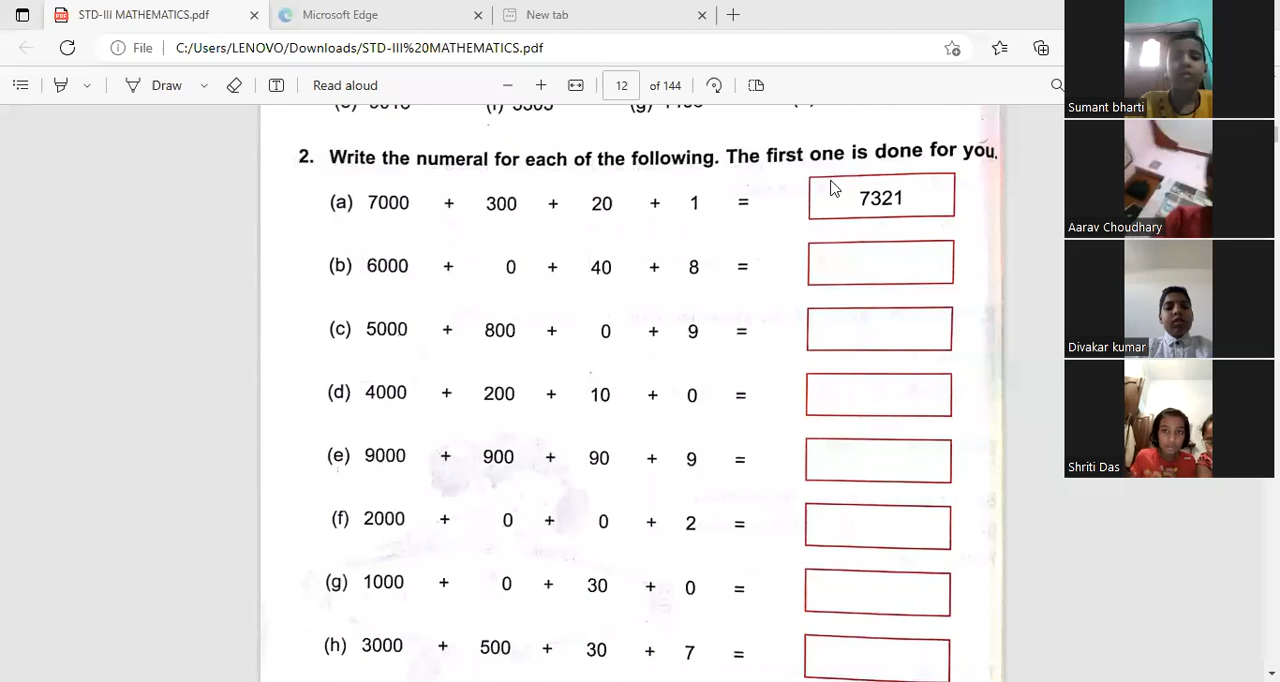 STD-III MATHEMATICS.pdf
Microsoft Edge
New tab
File
C:/Users/LENOVO/Downloads/STD-III%20MATHEMATICS.pdf
Draw
Read aloud
12 of 144
2. Write the numeral for each of the following. The first one is done for you.
(a) 7000 + 300 + 20 + 1 = 7321
(b) 6000 + 0 + 40 + 8 =
(c) 5000 + 800 + 0 + 9 =
(d) 4000 + 200 + 10 + 0 =
(e) 9000 + 900 + 90 + 9 =
(f) 2000 + 0 + 0 + 2 =
(g) 1000 + 0 + 30 + 0 =
(h) 3000 + 500 + 30 + 7 =
Sumant bharti
Aarav Choudhary
Divakar kumar
Shriti Das